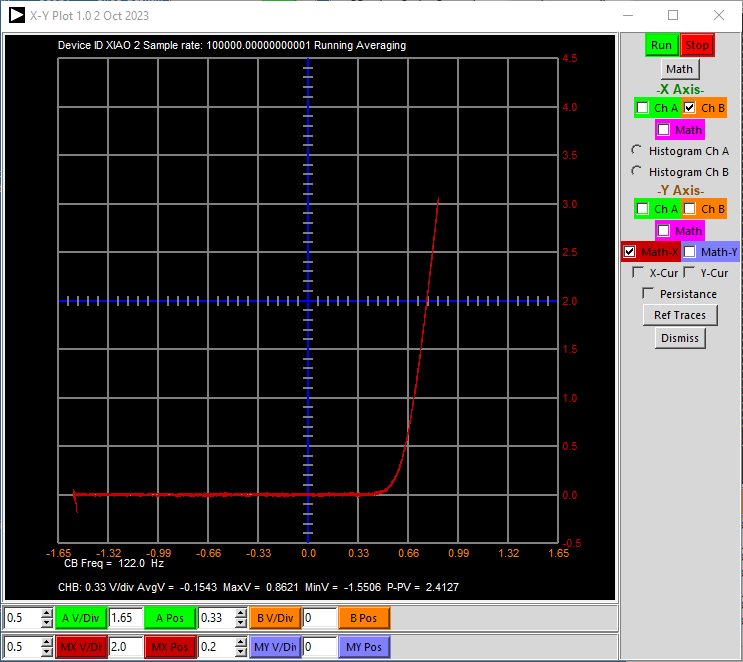 X-Y Plot 1.0 2 Oct 2023
Device ID XIAO 2 Sample rate: 100000.00000000001 Running Averaging
4.5
4.0
3.5
3.0
2.5
2.0
1.5
1.0
0.5
0.0
-0.5
-1.65 -1.32 -0.99 -0.66 -0.33 0.0 0.33 0.66 0.99 1.32 1.65
CB Freq = 122.0 Hz
CHB: 0.33 V/div AvgV = -0.1543 MaxV = 0.8621 MinV = -1.5506 P-PV = 2.4127
Run Stop
Math
-X Axis-
Ch A Ch B
Math
Histogram Ch A
Histogram Ch B
-Y Axis-
Ch A Ch B
Math
Math-X Math-Y
X-Cur Y-Cur
Persistance
Ref Traces
Dismiss
0.5 A V/Div 1.65 A Pos 0.33 B V/Div 0 B Pos
0.5 MX V/Di 2.0 MX Pos 0.2 MY V/Di 0 MY Pos